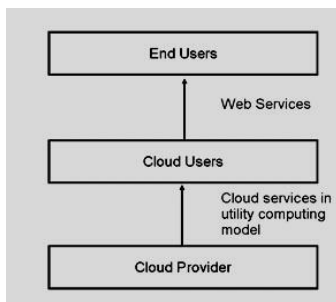 End Users
Web Services
Cloud Users
Cloud services in
utility computing
model
Cloud Provider